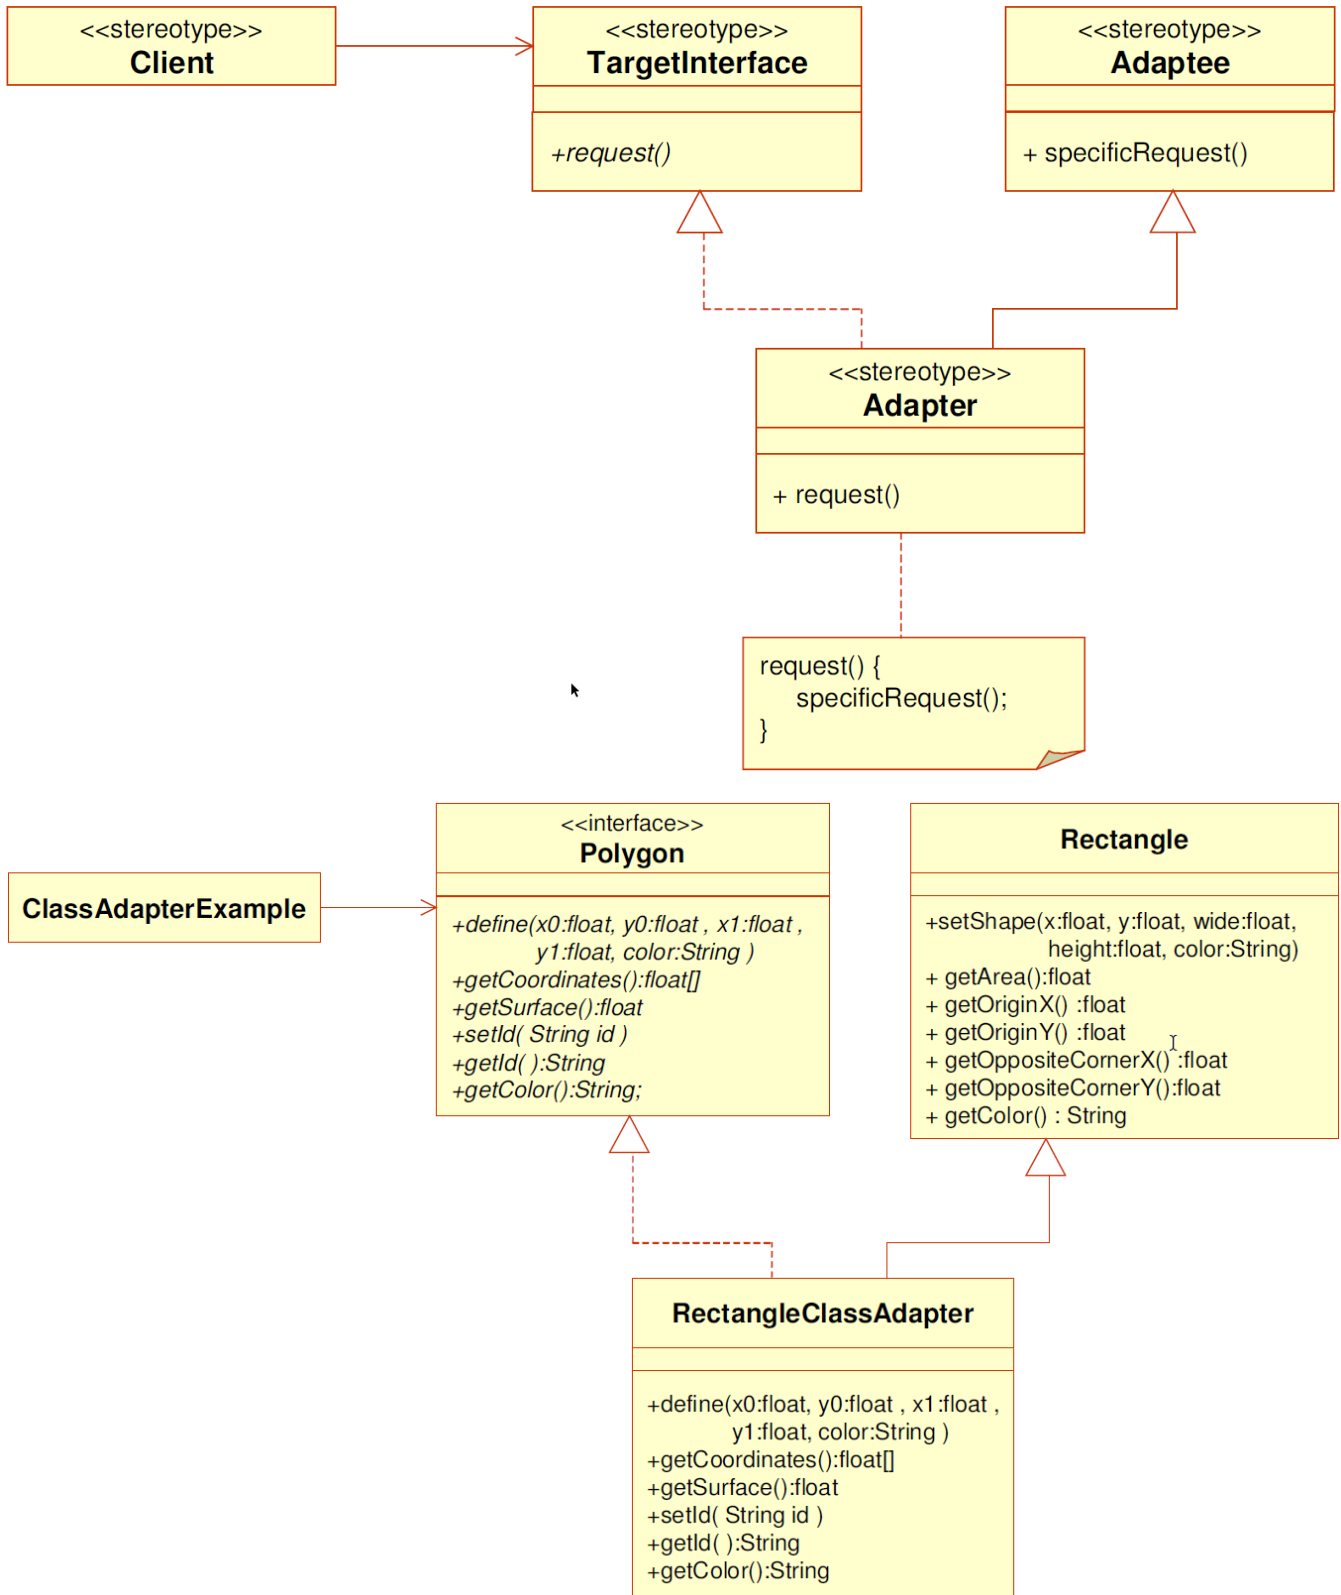 <<stereotype>>
Client
<<stereotype>>
TargetInterface
+request()
<<stereotype>>
Adaptee
+ specificRequest()
<<stereotype>>
Adapter
+ request()
request() {
specificRequest();
}
ClassAdapterExample
<<interface>>
Polygon
+define(x0:float, y0:float , x1:float ,
y1:float, color:String )
+getCoordinates():float[]
+getSurface():float
+setId( String id )
+getId( ):String
+getColor():String;
Rectangle
+setShape(x:float, y:float, wide:float,
height:float, color:String)
+ getArea():float
+ getOriginX() :float
+ getOriginY() :float
+ getOppositeCornerX() :float
+ getOppositeCornerY():float
+ getColor() : String
RectangleClassAdapter
+define(x0:float, y0:float , x1:float ,
y1:float, color:String )
+getCoordinates():float[]
+getSurface():float
+setId( String id )
+getId( ):String
+getColor():String